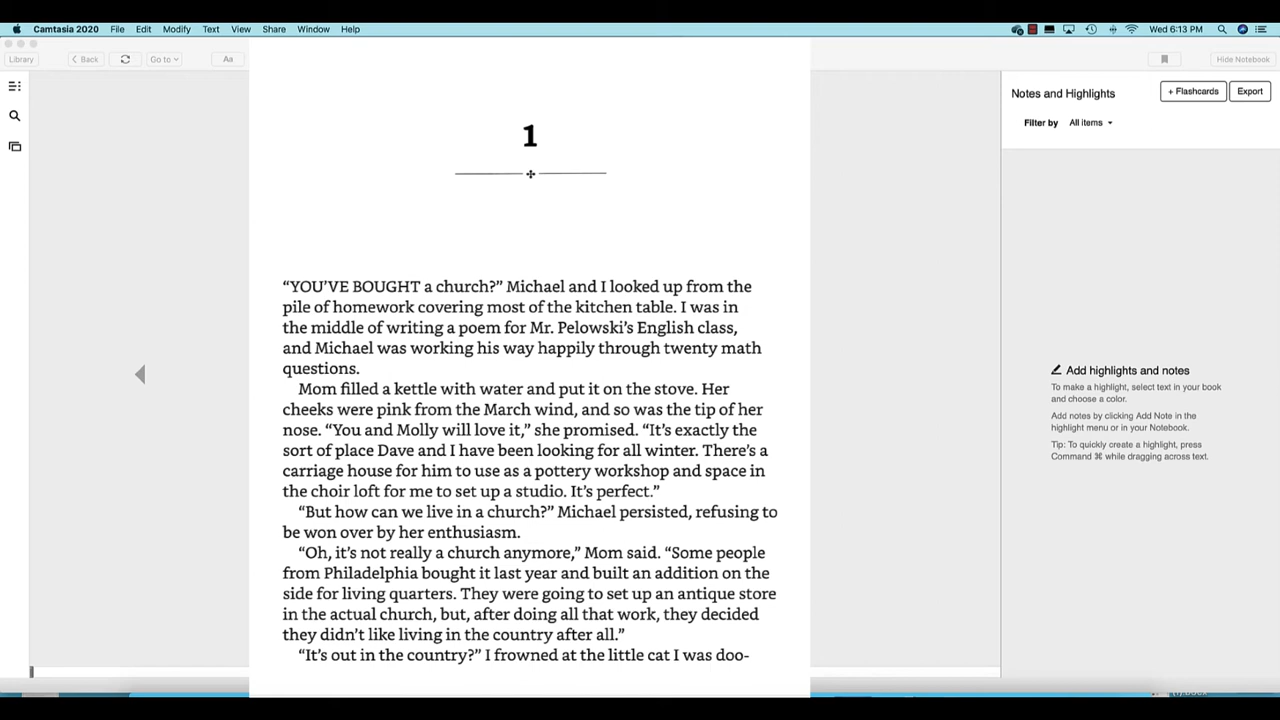 Camtasia 2020 File Edit Modify Text View Share Window Help Wed 6:13 PM
Library Back Go to Aa Hide Notebook
1
“YOU’VE BOUGHT a church?” Michael and I looked up from the
pile of homework covering most of the kitchen table. I was in
the middle of writing a poem for Mr. Pelowski’s English class,
and Michael was working his way happily through twenty math
questions.
Mom filled a kettle with water and put it on the stove. Her
cheeks were pink from the March wind, and so was the tip of her
nose. “You and Molly will love it,” she promised. “It’s exactly the
sort of place Dave and I have been looking for all winter. There’s a
carriage house for him to use as a pottery workshop and space in
the choir loft for me to set up a studio. It’s perfect.”
“But how can we live in a church?” Michael persisted, refusing to
be won over by her enthusiasm.
“Oh, it’s not really a church anymore,” Mom said. “Some people
from Philadelphia bought it last year and built an addition on the
side for living quarters. They were going to set up an antique store
in the actual church, but, after doing all that work, they decided
they didn’t like living in the country after all.”
“It’s out in the country?” I frowned at the little cat I was doo-
Notes and Highlights + Flashcards Export
Filter by All items
Add highlights and notes
To make a highlight, select text in your book
and choose a color.
Add notes by clicking Add Note in the
highlight menu or in your Notebook.
Tip: To quickly create a highlight, press
Command ⌘ while dragging across text.